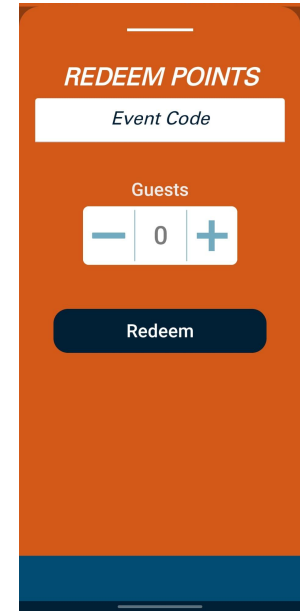 REDEEM POINTS
Event Code
Guests
0
Redeem